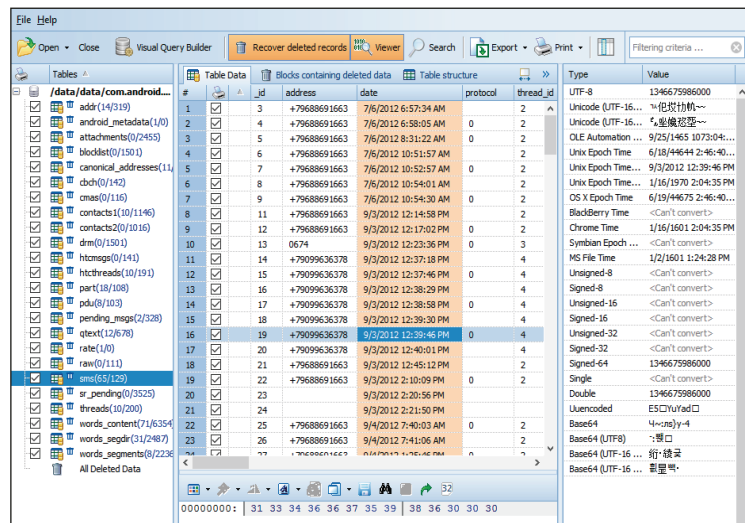 File Help
Open Close Visual Query Builder Recover deleted records Viewer Search Export Print Filtering criteria ...
Tables
/data/data/com.android....
addr(14/319)
android_metadata(1/0)
attachments(0/2455)
blocklist(0/1501)
canonical_addresses(11/
cbch(0/142)
cmas(0/116)
contacts1(10/1146)
contacts2(0/1016)
drm(0/1501)
htcmsgs(0/141)
htcthreads(10/191)
part(18/108)
pdu(8/103)
pending_msgs(2/328)
qtext(12/678)
rate(1/0)
raw(0/111)
sms(65/129)
sr_pending(0/3525)
threads(10/200)
words_content(71/6354
words_segdir(31/2487)
words_segments(8/2236
All Deleted Data
Table Data Blocks containing deleted data Table structure »
# _id address date protocol thread_id
1 3 +79688691663 7/6/2012 6:57:34 AM 2
2 4 +79688691663 7/6/2012 6:58:05 AM 0 2
3 5 +79688691663 7/6/2012 8:31:22 AM 0 2
4 6 +79688691663 7/6/2012 10:51:57 AM 2
5 7 +79688691663 7/6/2012 10:52:57 AM 0 2
6 8 +79688691663 7/6/2012 10:54:01 AM 2
7 9 +79688691663 7/6/2012 10:54:30 AM 0 2
8 11 +79688691663 9/3/2012 12:14:58 PM 2
9 12 +79688691663 9/3/2012 12:17:02 PM 0 2
10 13 0674 9/3/2012 12:23:36 PM 0 3
11 14 +79099636378 9/3/2012 12:37:18 PM 4
12 15 +79099636378 9/3/2012 12:37:46 PM 0 4
13 16 +79099636378 9/3/2012 12:38:29 PM 4
14 17 +79099636378 9/3/2012 12:38:58 PM 0 4
15 18 +79099636378 9/3/2012 12:39:30 PM 4
16 19 +79099636378 9/3/2012 12:39:46 PM 0 4
17 20 +79099636378 9/3/2012 12:40:01 PM 4
18 21 +79688691663 9/3/2012 12:45:12 PM 2
19 22 +79688691663 9/3/2012 2:10:09 PM 0 2
20 23 9/3/2012 2:20:56 PM
21 24 9/3/2012 2:21:50 PM
22 25 +79688691663 9/4/2012 7:40:03 AM 0 2
23 26 +79688691663 9/4/2012 7:41:06 AM 2
24 27 +79688691663 9/4/2012 1:25:46 PM 0 2
32
00000000: 31 33 34 36 36 37 35 39 38 36 30 30 30
Type Value
UTF-8 1346675986000
Unicode (UTF-16...
Unicode (UTF-16...
OLE Automation ... 9/25/1465 1073:04:...
Unix Epoch Time 6/18/44644 2:46:40...
Unix Epoch Time... 9/3/2012 12:39:46 PM
Unix Epoch Time... 1/16/1970 2:04:35 PM
OS X Epoch Time 6/19/44675 2:46:40...
BlackBerry Time <Can't convert>
Chrome Time 1/16/1601 2:04:35 PM
Symbian Epoch ... <Can't convert>
MS File Time 1/2/1601 1:24:28 PM
Unsigned-8 <Can't convert>
Signed-8 <Can't convert>
Unsigned-16 <Can't convert>
Signed-16 <Can't convert>
Unsigned-32 <Can't convert>
Signed-32 <Can't convert>
Signed-64 1346675986000
Single <Can't convert>
Double 1346675986000
Uuencoded
Base64
Base64 (UTF8)
Base64 (UTF-16 ...
Base64 (UTF-16 ...